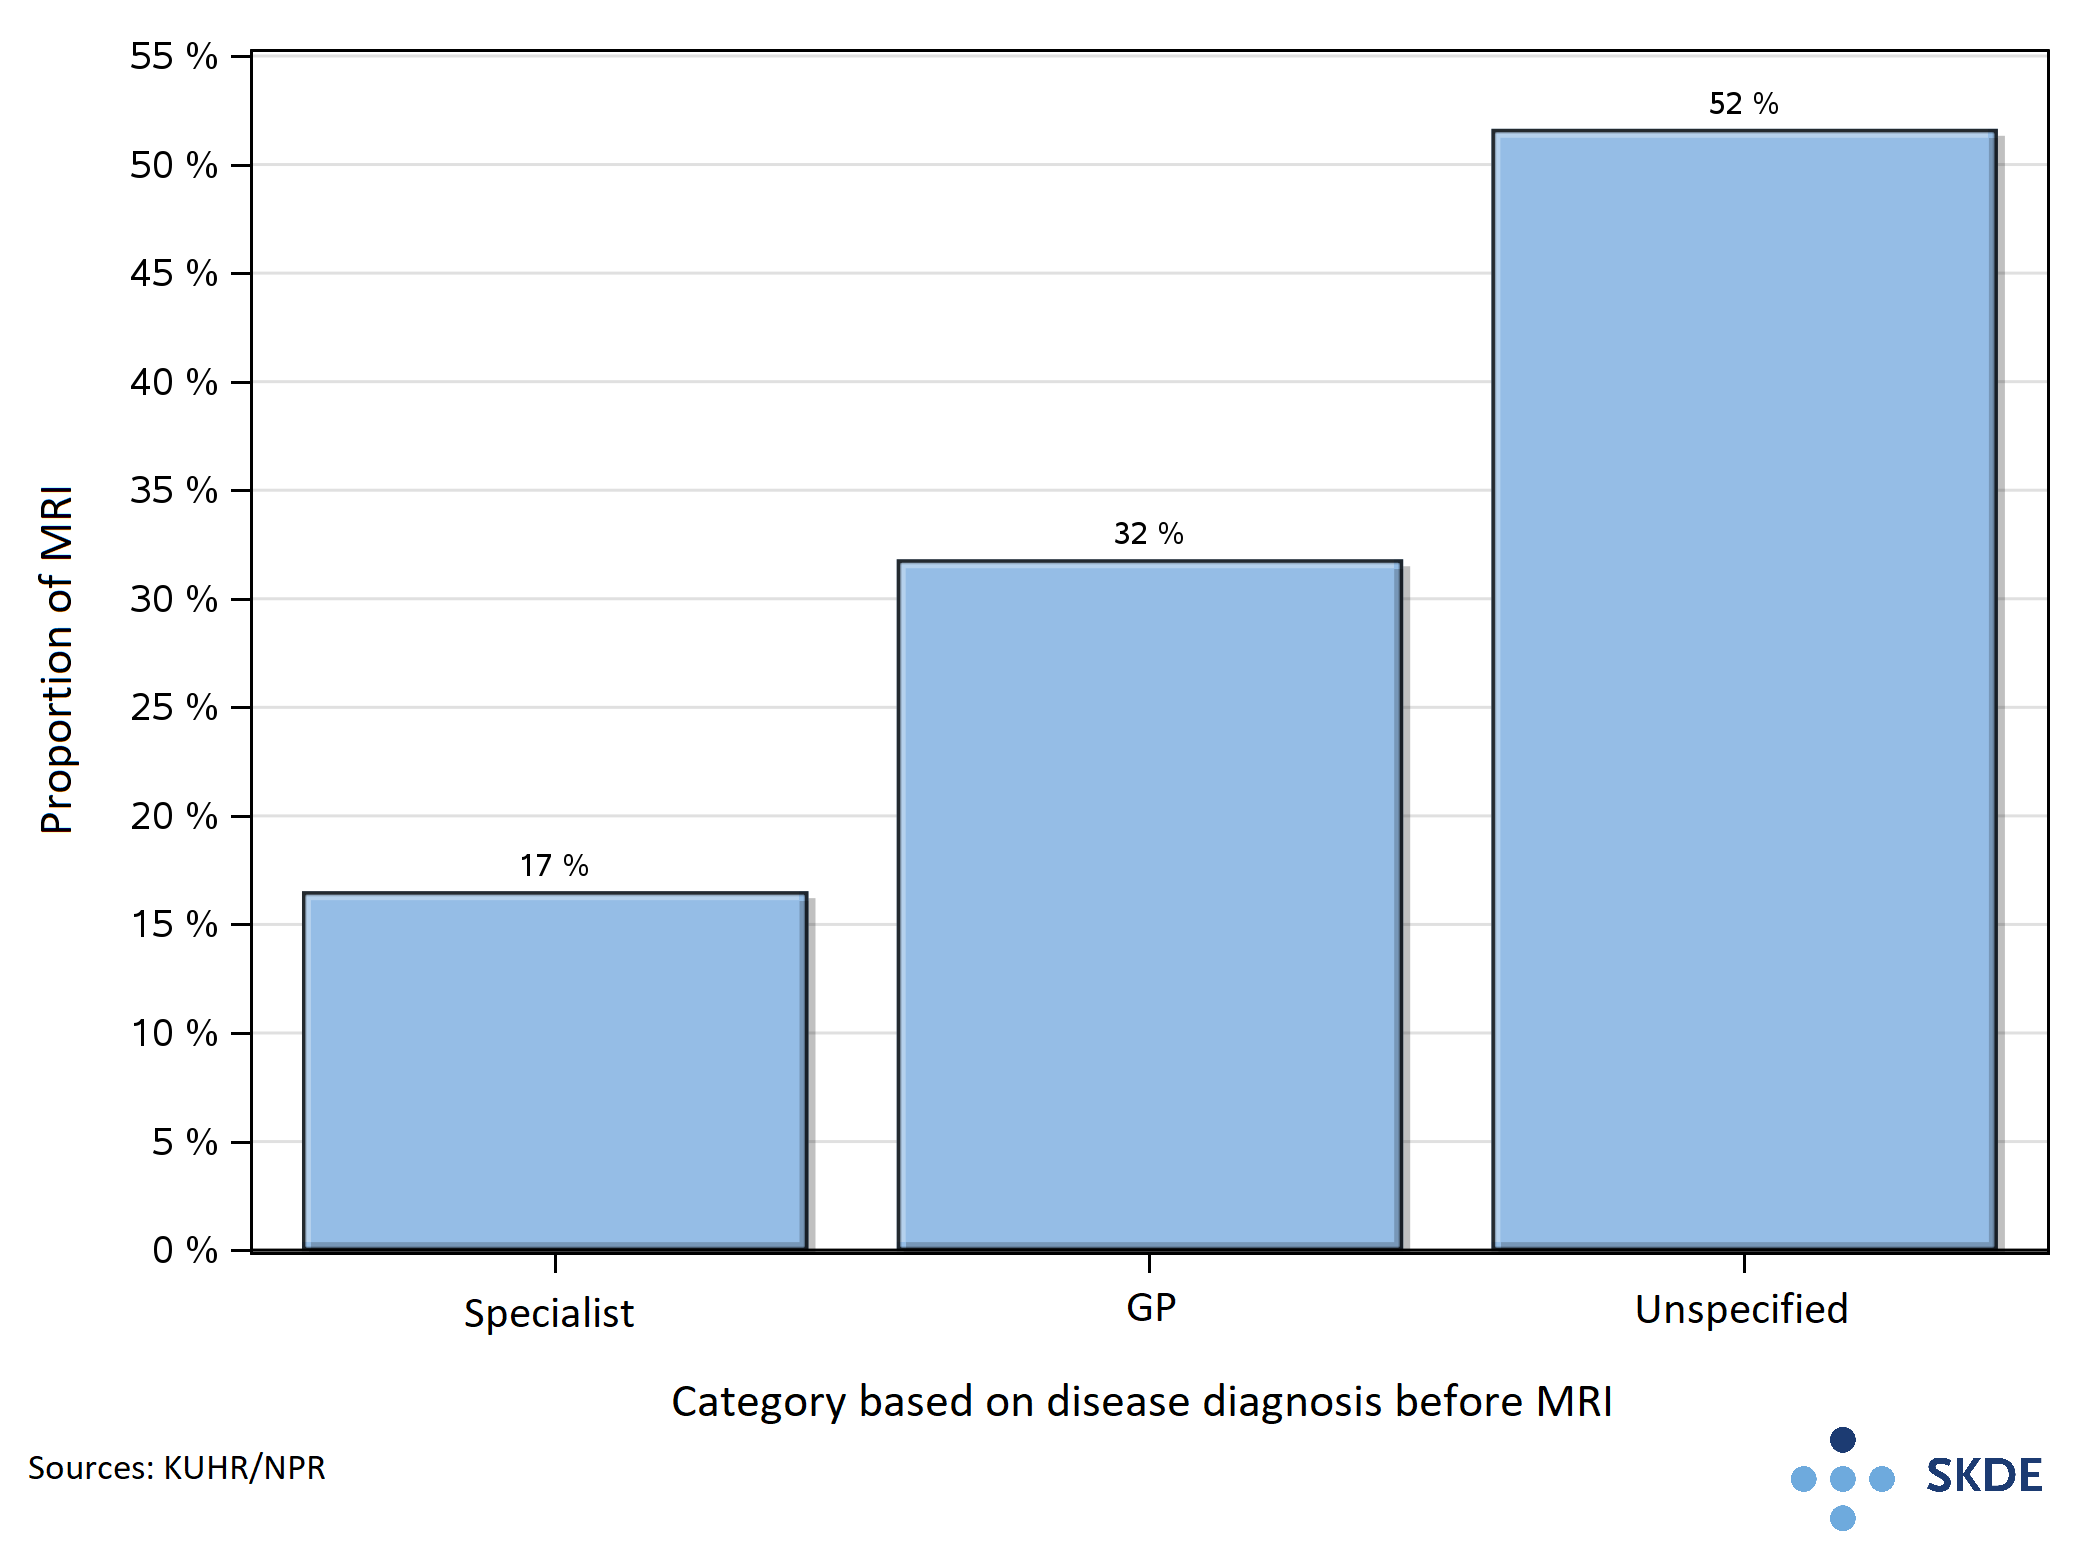 55 %
50 %
45 %
40 %
35 %
30 %
25 %
20 %
15 %
10 %
5 %
0 %
Proportion of MRI
17 %
32 %
52 %
Specialist
GP
Unspecified
Category based on disease diagnosis before MRI
Sources: KUHR/NPR
SKDE